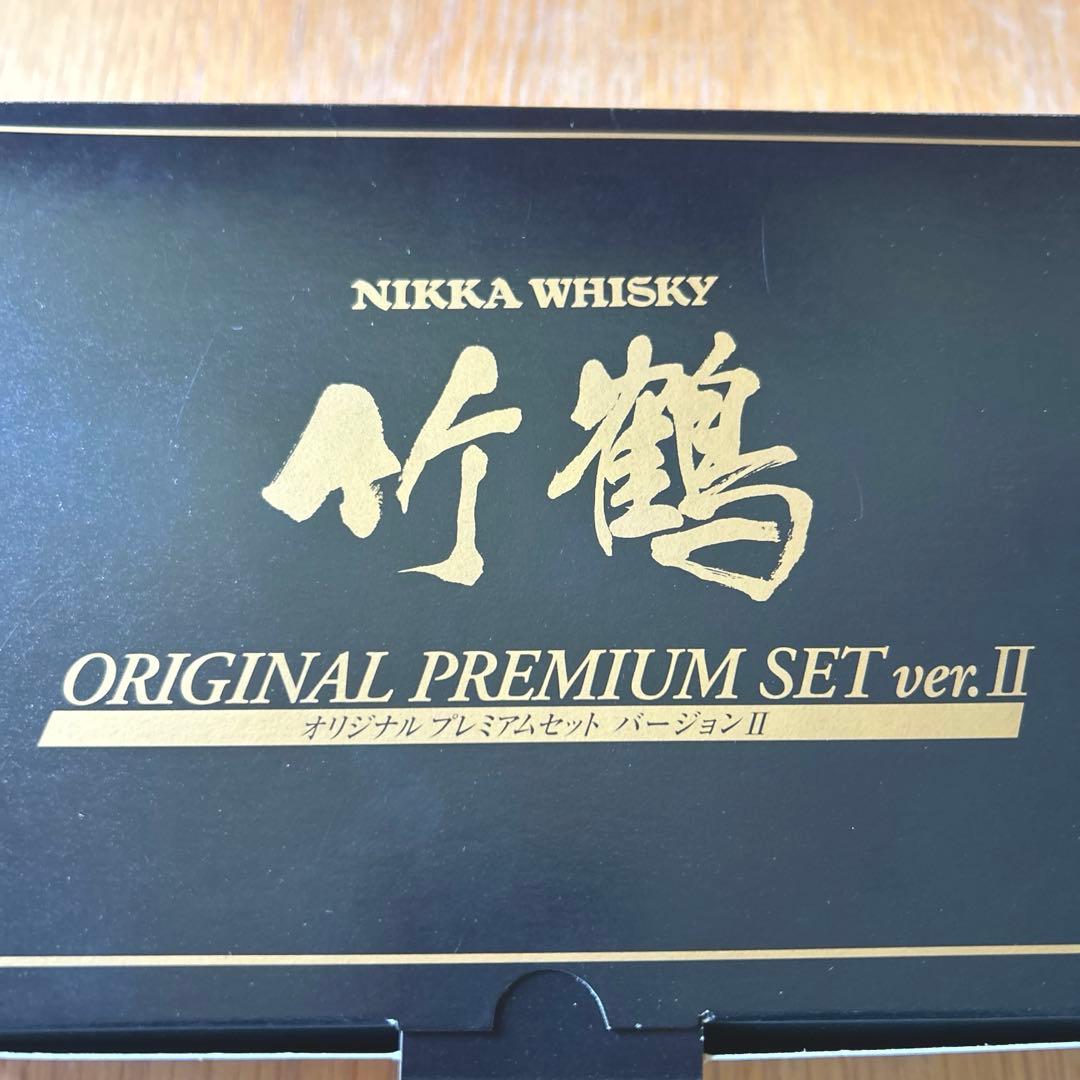 NIKKA WHISKY
竹鶴
ORIGINAL PREMIUM SET ver.Ⅱ
オリジナル プレミアムセット バージョンⅡ